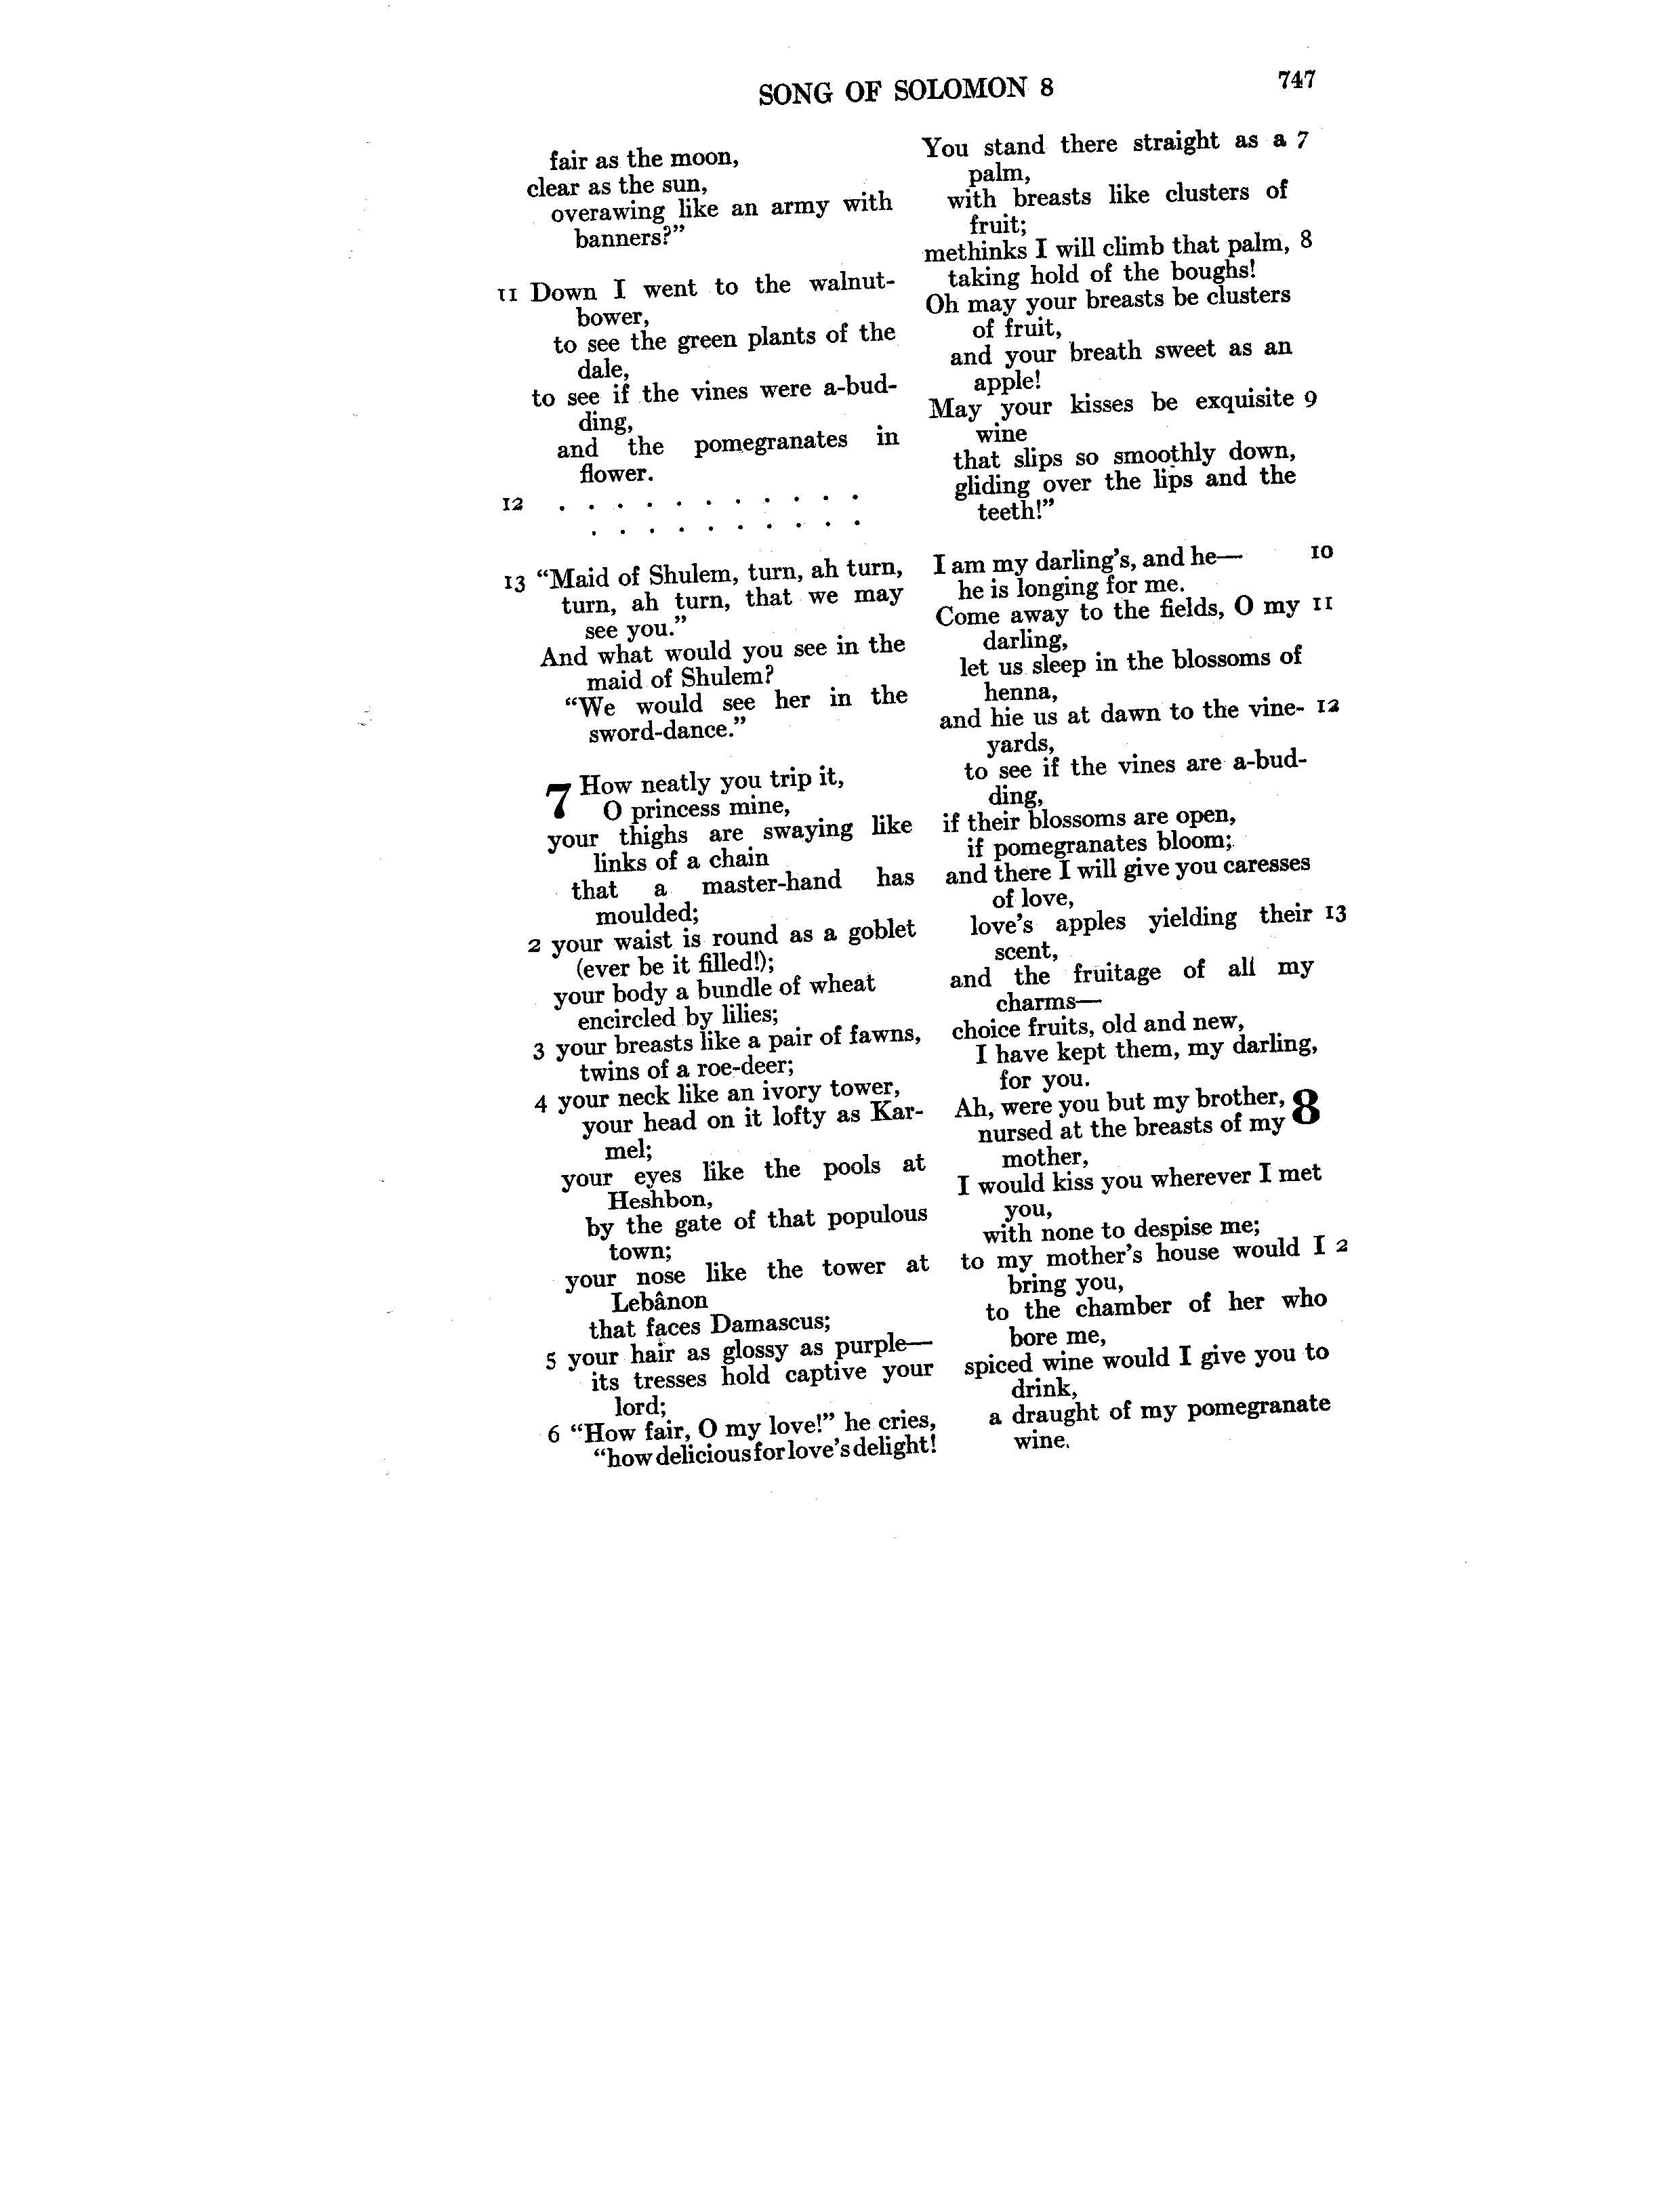 SONG OF SOLOMON 8 747
fair as the moon,
clear as the sun,
overawing like an army with
banners?”
11 Down I went to the walnut-
bower,
to see the green plants of the
dale,
to see if the vines were a-bud-
ding,
and the pomegranates in
flower.
12 . . . . . . . . . . .
. . . . . . . . . .
13 “Maid of Shulem, turn, ah turn,
turn, ah turn, that we may
see you.”
And what would you see in the
maid of Shulem?
“We would see her in the
sword-dance.”
7 How neatly you trip it,
O princess mine,
your thighs are swaying like
links of a chain
that a master-hand has
moulded;
2 your waist is round as a goblet
(ever be it filled!);
your body a bundle of wheat
encircled by lilies;
3 your breasts like a pair of fawns,
twins of a roe-deer;
4 your neck like an ivory tower,
your head on it lofty as Kar-
mel;
your eyes like the pools at
Heshbon,
by the gate of that populous
town;
your nose like the tower at
Lebânon
that faces Damascus;
5 your hair as glossy as purple—
its tresses hold captive your
lord;
6 “How fair, O my love!” he cries,
“how delicious for love’s delight!
You stand there straight as a 7
palm,
with breasts like clusters of
fruit;
methinks I will climb that palm, 8
taking hold of the boughs!
Oh may your breasts be clusters
of fruit,
and your breath sweet as an
apple!
May your kisses be exquisite 9
wine
that slips so smoothly down,
gliding over the lips and the
teeth!”
I am my darling’s, and he— 10
he is longing for me.
Come away to the fields, O my 11
darling,
let us sleep in the blossoms of
henna,
and hie us at dawn to the vine- 12
yards,
to see if the vines are a-bud-
ding,
if their blossoms are open,
if pomegranates bloom;
and there I will give you caresses
of love,
love’s apples yielding their 13
scent,
and the fruitage of all my
charms—
choice fruits, old and new,
I have kept them, my darling,
for you.
Ah, were you but my brother, 8
nursed at the breasts of my
mother,
I would kiss you wherever I met
you,
with none to despise me;
to my mother’s house would I 2
bring you,
to the chamber of her who
bore me,
spiced wine would I give you to
drink,
a draught of my pomegranate
wine.